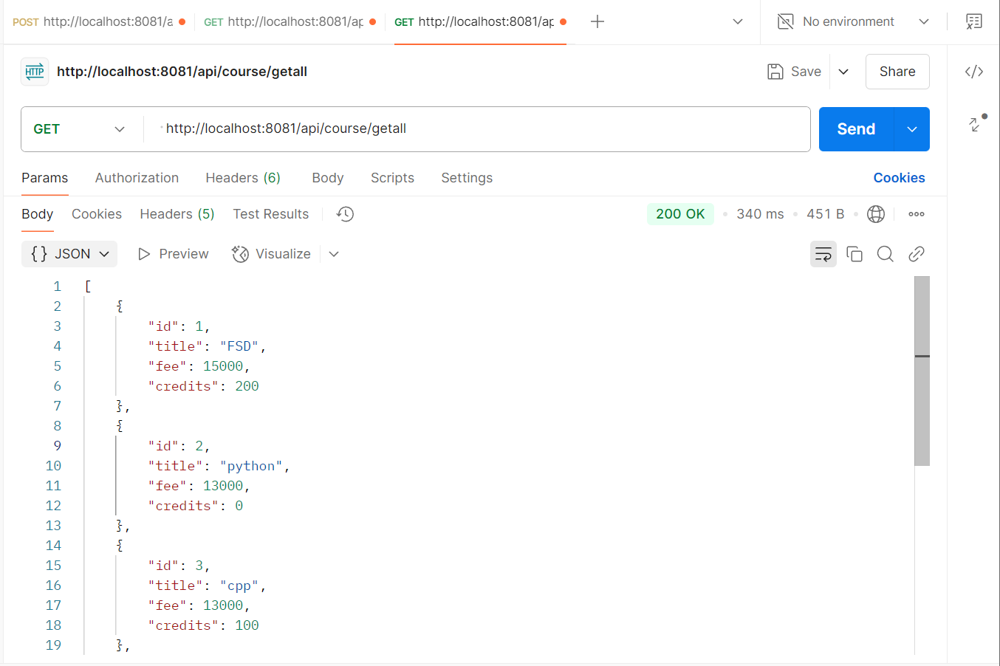 POST http://localhost:8081/a GET http://localhost:8081/ap GET http://localhost:8081/ap No environment
HTTP http://localhost:8081/api/course/getall Save Share
GET http://localhost:8081/api/course/getall Send
Params Authorization Headers (6) Body Scripts Settings Cookies
Body Cookies Headers (5) Test Results 200 OK 340 ms 451 B
{} JSON Preview Visualize
1 [
2 {
3 "id": 1,
4 "title": "FSD",
5 "fee": 15000,
6 "credits": 200
7 },
8 {
9 "id": 2,
10 "title": "python",
11 "fee": 13000,
12 "credits": 0
13 },
14 {
15 "id": 3,
16 "title": "cpp",
17 "fee": 13000,
18 "credits": 100
19 },